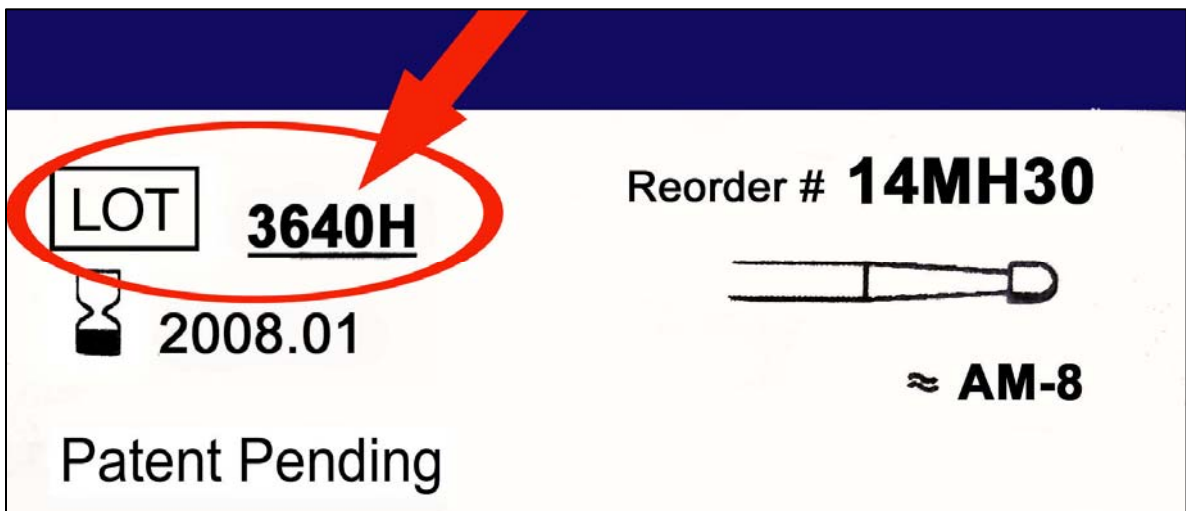 LOT 3640H
2008.01
Patent Pending
Reorder # 14MH30
≈ AM-8